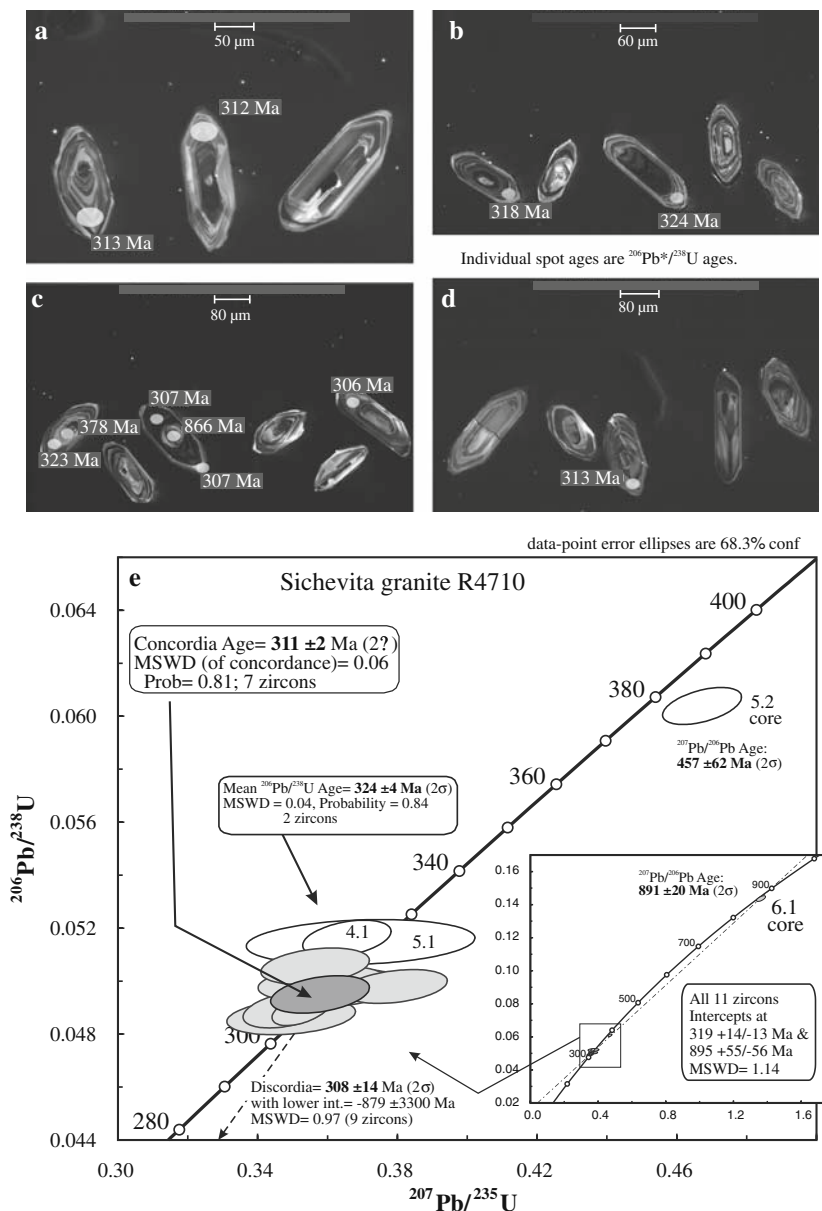 a
50 µm
312 Ma
313 Ma
b
60 µm
318 Ma
324 Ma
Individual spot ages are ²⁰⁶Pb*/²³⁸U ages.
c
80 µm
307 Ma
306 Ma
378 Ma
866 Ma
323 Ma
307 Ma
d
80 µm
313 Ma
data-point error ellipses are 68.3% conf
e
Sichevita granite R4710
Concordia Age= 311 ±2 Ma (2?)
MSWD (of concordance)= 0.06
Prob= 0.81; 7 zircons
Mean ²⁰⁶Pb/²³⁸U Age= 324 ±4 Ma (2σ)
MSWD = 0.04, Probability = 0.84
2 zircons
400
380
360
340
300
280
5.2
core
²⁰⁷Pb/²⁰⁶Pb Age:
457 ±62 Ma (2σ)
4.1
5.1
Discordia= 308 ±14 Ma (2σ)
with lower int.= -879 ±3300 Ma
MSWD= 0.97 (9 zircons)
0.064
0.060
0.056
0.052
0.048
0.044
²⁰⁶Pb/²³⁸U
0.30
0.34
0.38
0.42
0.46
²⁰⁷Pb/²³⁵U
0.16
0.14
0.12
0.10
0.08
0.06
0.04
0.02
0.0
0.4
0.8
1.2
1.6
²⁰⁷Pb/²⁰⁶Pb Age:
891 ±20 Ma (2σ)
900
700
500
300
6.1
core
All 11 zircons
Intercepts at
319 +14/-13 Ma &
895 +55/-56 Ma
MSWD= 1.14